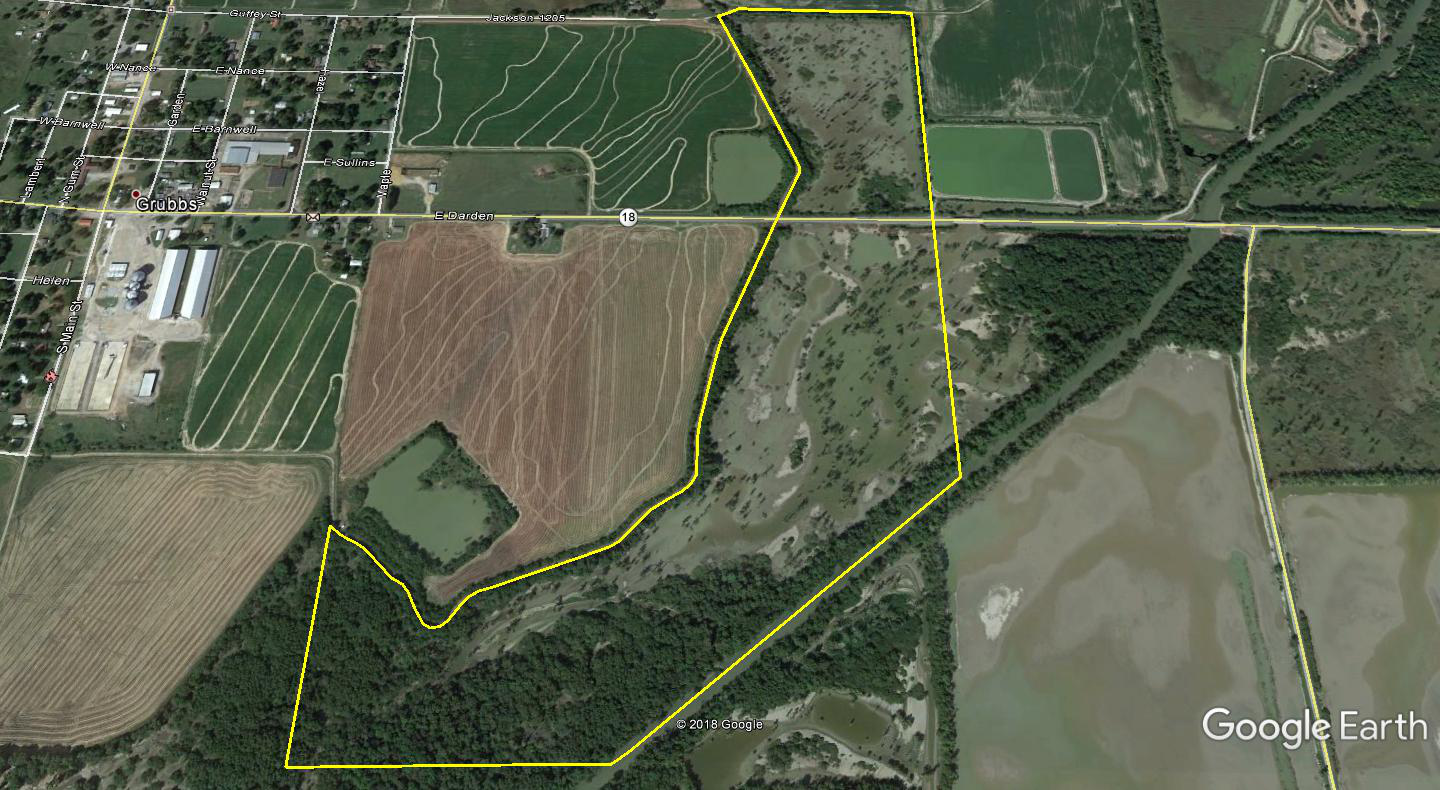 Guffey St
Jackson 1205
W Nance
E Nance
Hazel
Garden
W Barnwell
E Barnwell
E Sullins
Lambert
N Gum St
Walnut St
Maple
Grubbs
E Darden
18
Helen
S Main St
© 2018 Google
Google Earth